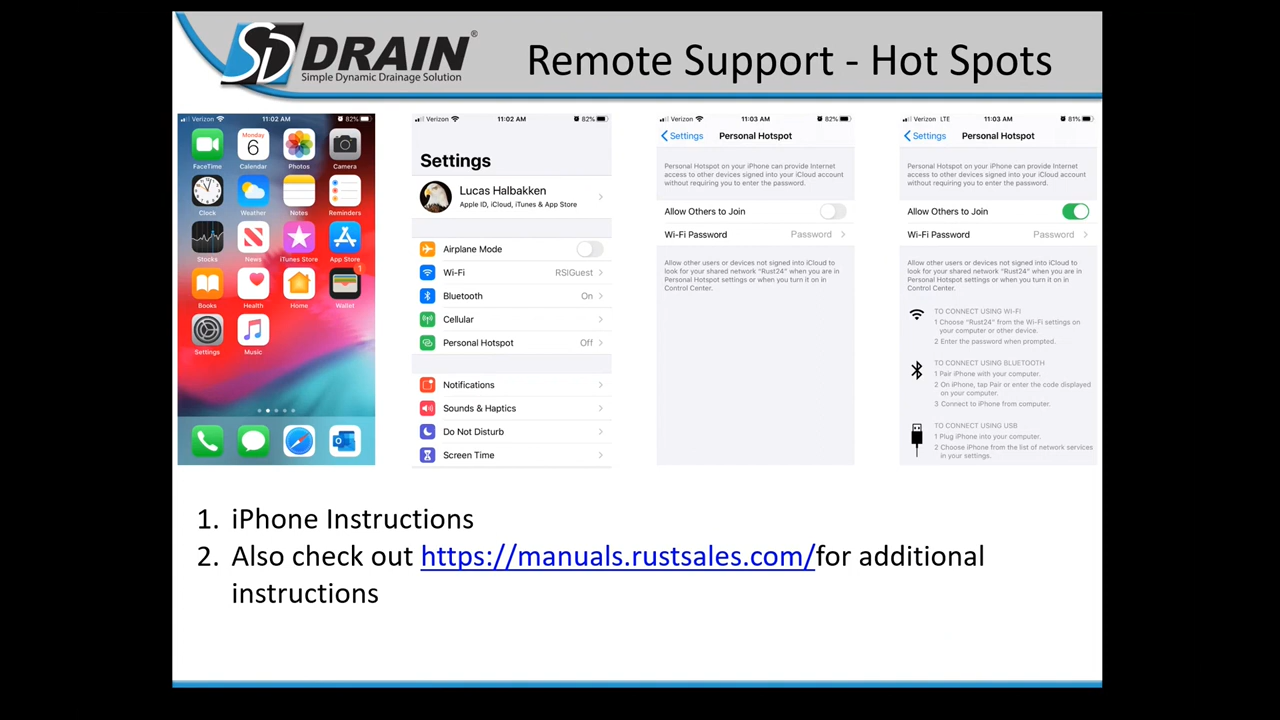 SD DRAIN®
Simple Dynamic Drainage Solution
Remote Support - Hot Spots
Verizon 11:02 AM 82%
Monday
6
FaceTime Calendar Photos Camera
Clock Weather Notes Reminders
Stocks News iTunes Store App Store
1
Books Health Home Wallet
Settings Music
Verizon 11:02 AM 82%
Settings
Lucas Halbakken
Apple ID, iCloud, iTunes & App Store
Airplane Mode
Wi-Fi RSIGuest
Bluetooth On
Cellular
Personal Hotspot Off
Notifications
Sounds & Haptics
Do Not Disturb
Screen Time
Verizon 11:03 AM 82%
Settings Personal Hotspot
Personal Hotspot on your iPhone can provide Internet
access to other devices signed into your iCloud account
without requiring you to enter the password.
Allow Others to Join
Wi-Fi Password Password
Allow other users or devices not signed into iCloud to
look for your shared network “Rust24” when you are in
Personal Hotspot settings or when you turn it on in
Control Center.
Verizon LTE 11:03 AM 81%
Settings Personal Hotspot
Personal Hotspot on your iPhone can provide Internet
access to other devices signed into your iCloud account
without requiring you to enter the password.
Allow Others to Join
Wi-Fi Password Password
Allow other users or devices not signed into iCloud to
look for your shared network “Rust24” when you are in
Personal Hotspot settings or when you turn it on in
Control Center.
TO CONNECT USING WI-FI
1 Choose “Rust24” from the Wi-Fi settings on
your computer or other device.
2 Enter the password when prompted.
TO CONNECT USING BLUETOOTH
1 Pair iPhone with your computer.
2 On iPhone, tap Pair or enter the code displayed
on your computer.
3 Connect to iPhone from computer.
TO CONNECT USING USB
1 Plug iPhone into your computer.
2 Choose iPhone from the list of network services
in your settings.
1. iPhone Instructions
2. Also check out https://manuals.rustsales.com/for additional
instructions